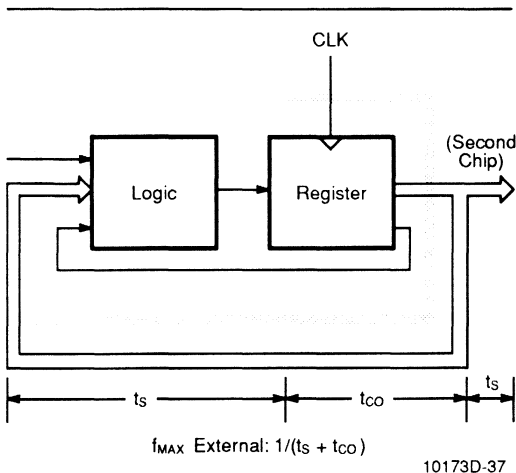 CLK
(Second
Chip)
Logic
Register
tS
tCO
tS
fMAX External: 1/(tS + tCO)
10173D-37